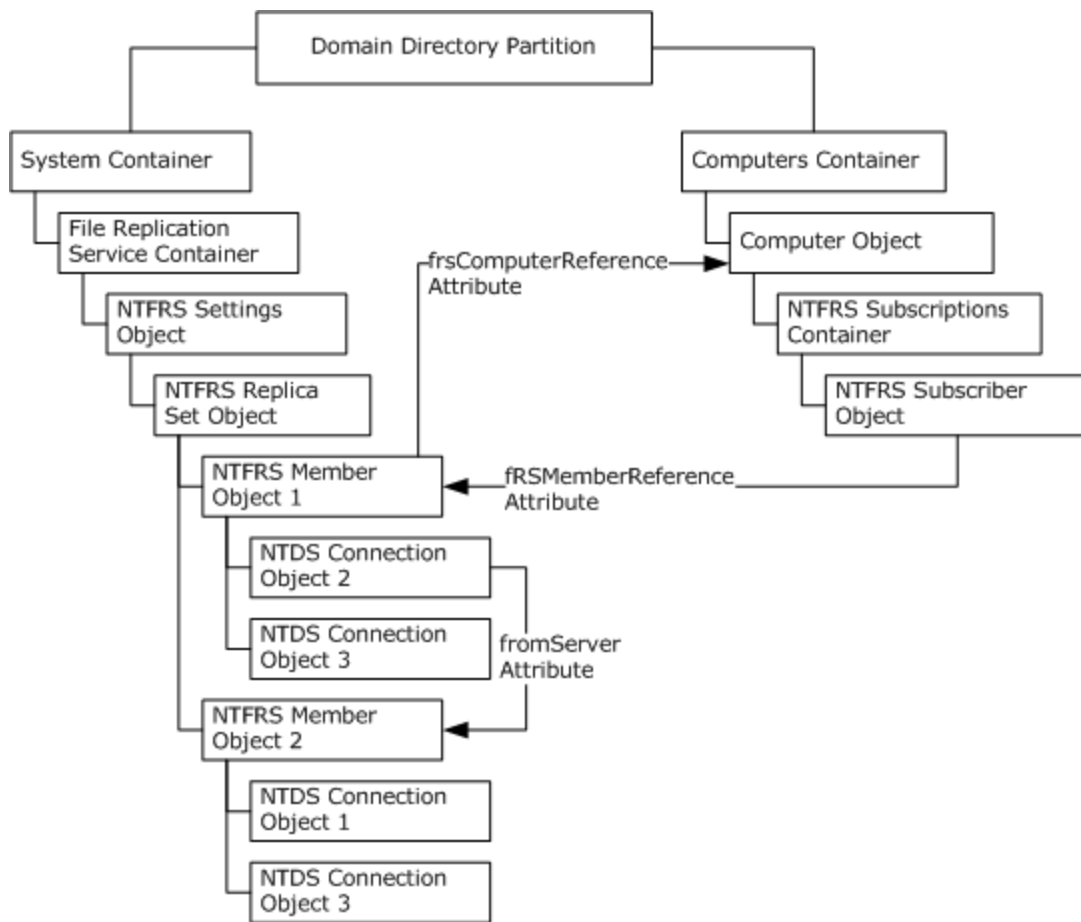 Domain Directory Partition
System Container
Computers Container
File Replication
Service Container
Computer Object
frsComputerReference
Attribute
NTFRS Settings
Object
NTFRS Subscriptions
Container
NTFRS Replica
Set Object
NTFRS Subscriber
Object
NTFRS Member
Object 1
fRSMemberReference
Attribute
NTDS Connection
Object 2
NTDS Connection
Object 3
fromServer
Attribute
NTFRS Member
Object 2
NTDS Connection
Object 1
NTDS Connection
Object 3